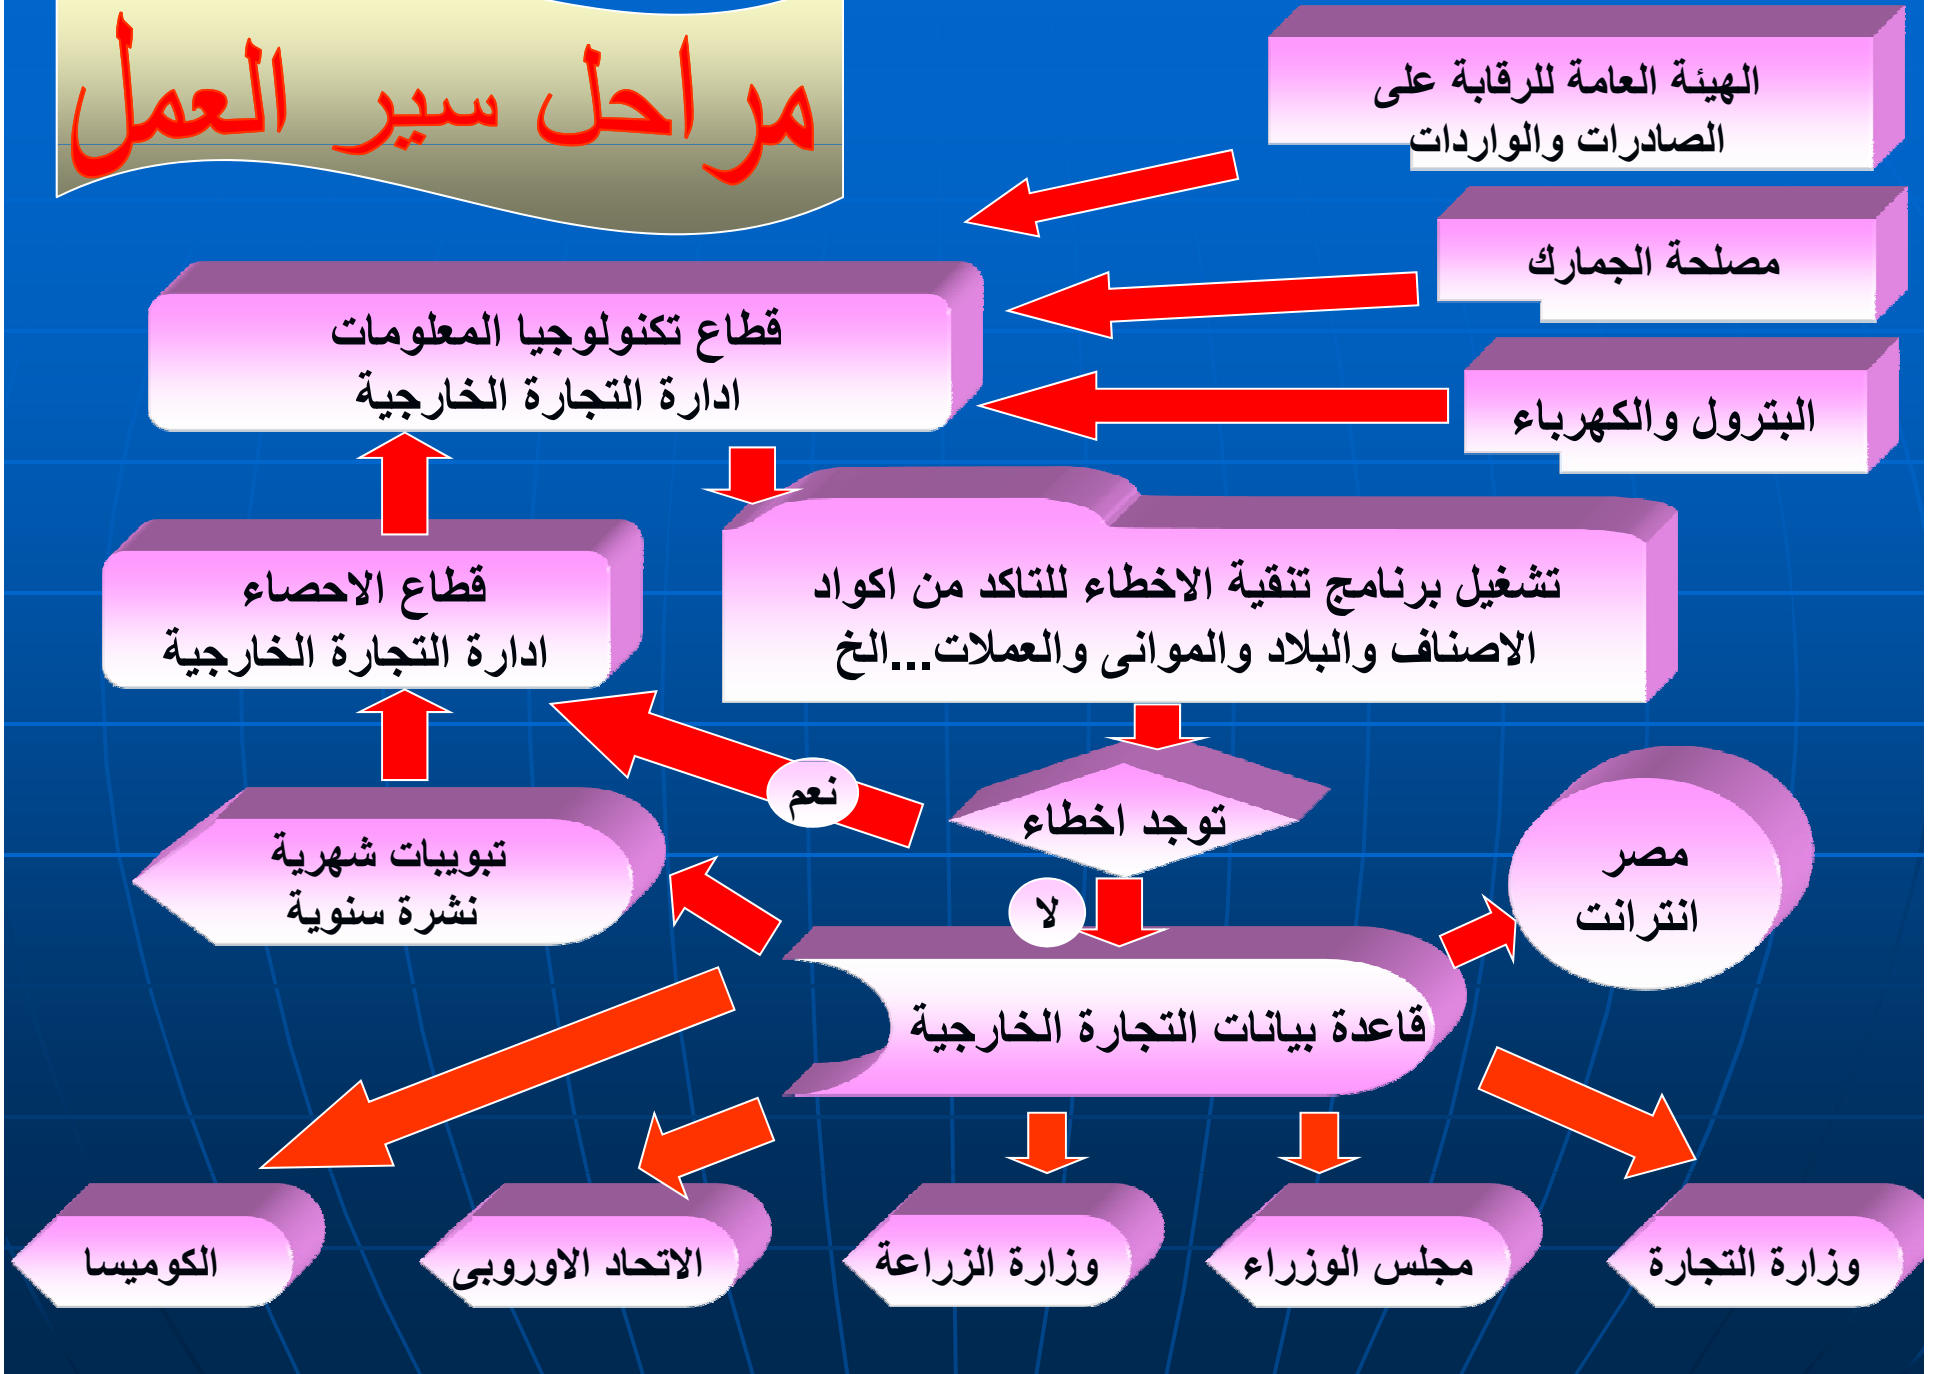 مراحل سير العمل
الهيئة العامة للرقابة على
الصادرات والواردات
مصلحة الجمارك
البترول والكهرباء
قطاع تكنولوجيا المعلومات
ادارة التجارة الخارجية
تشغيل برنامج تنقية الاخطاء للتاكد من اكواد
الاصناف والبلاد والموانى والعملات...الخ
قطاع الاحصاء
ادارة التجارة الخارجية
توجد اخطاء
نعم
لا
مصر
انترانت
تبويبات شهرية
نشرة سنوية
قاعدة بيانات التجارة الخارجية
وزارة التجارة
مجلس الوزراء
وزارة الزراعة
الاتحاد الاوروبى
الكوميسا